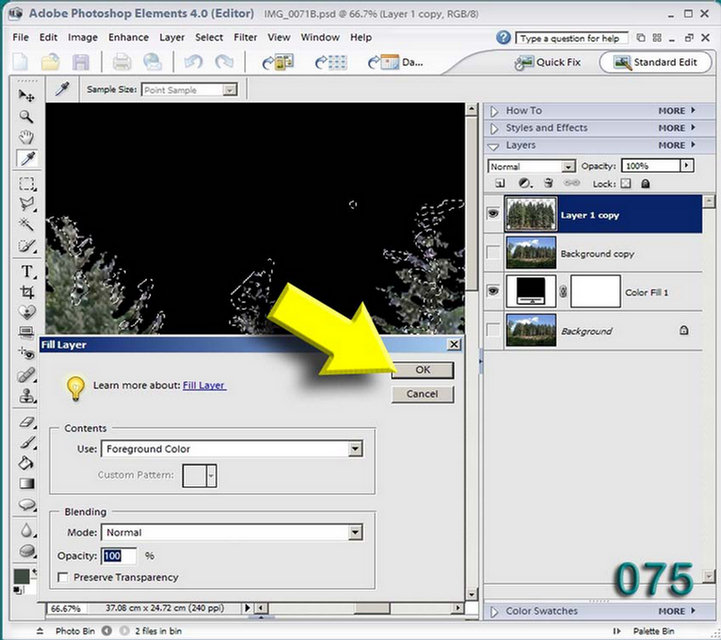 Adobe Photoshop Elements 4.0 (Editor) IMG_0071B.psd @ 66.7% (Layer 1 copy, RGB/8)
File Edit Image Enhance Layer Select Filter View Window Help Type a question for help
Da... Quick Fix Standard Edit
Sample Size: Point Sample
How To MORE
Styles and Effects MORE
Layers MORE
Normal Opacity: 100%
Lock:
Layer 1 copy
Background copy
Color Fill 1
Background
Fill Layer
OK
Learn more about: Fill Layer
Cancel
Contents
Use: Foreground Color
Custom Pattern:
Blending
Mode: Normal
Opacity: 100 %
Preserve Transparency
075
66.67% 37.08 cm x 24.72 cm (240 ppi)
Color Swatches MORE
Photo Bin 2 files in bin Palette Bin